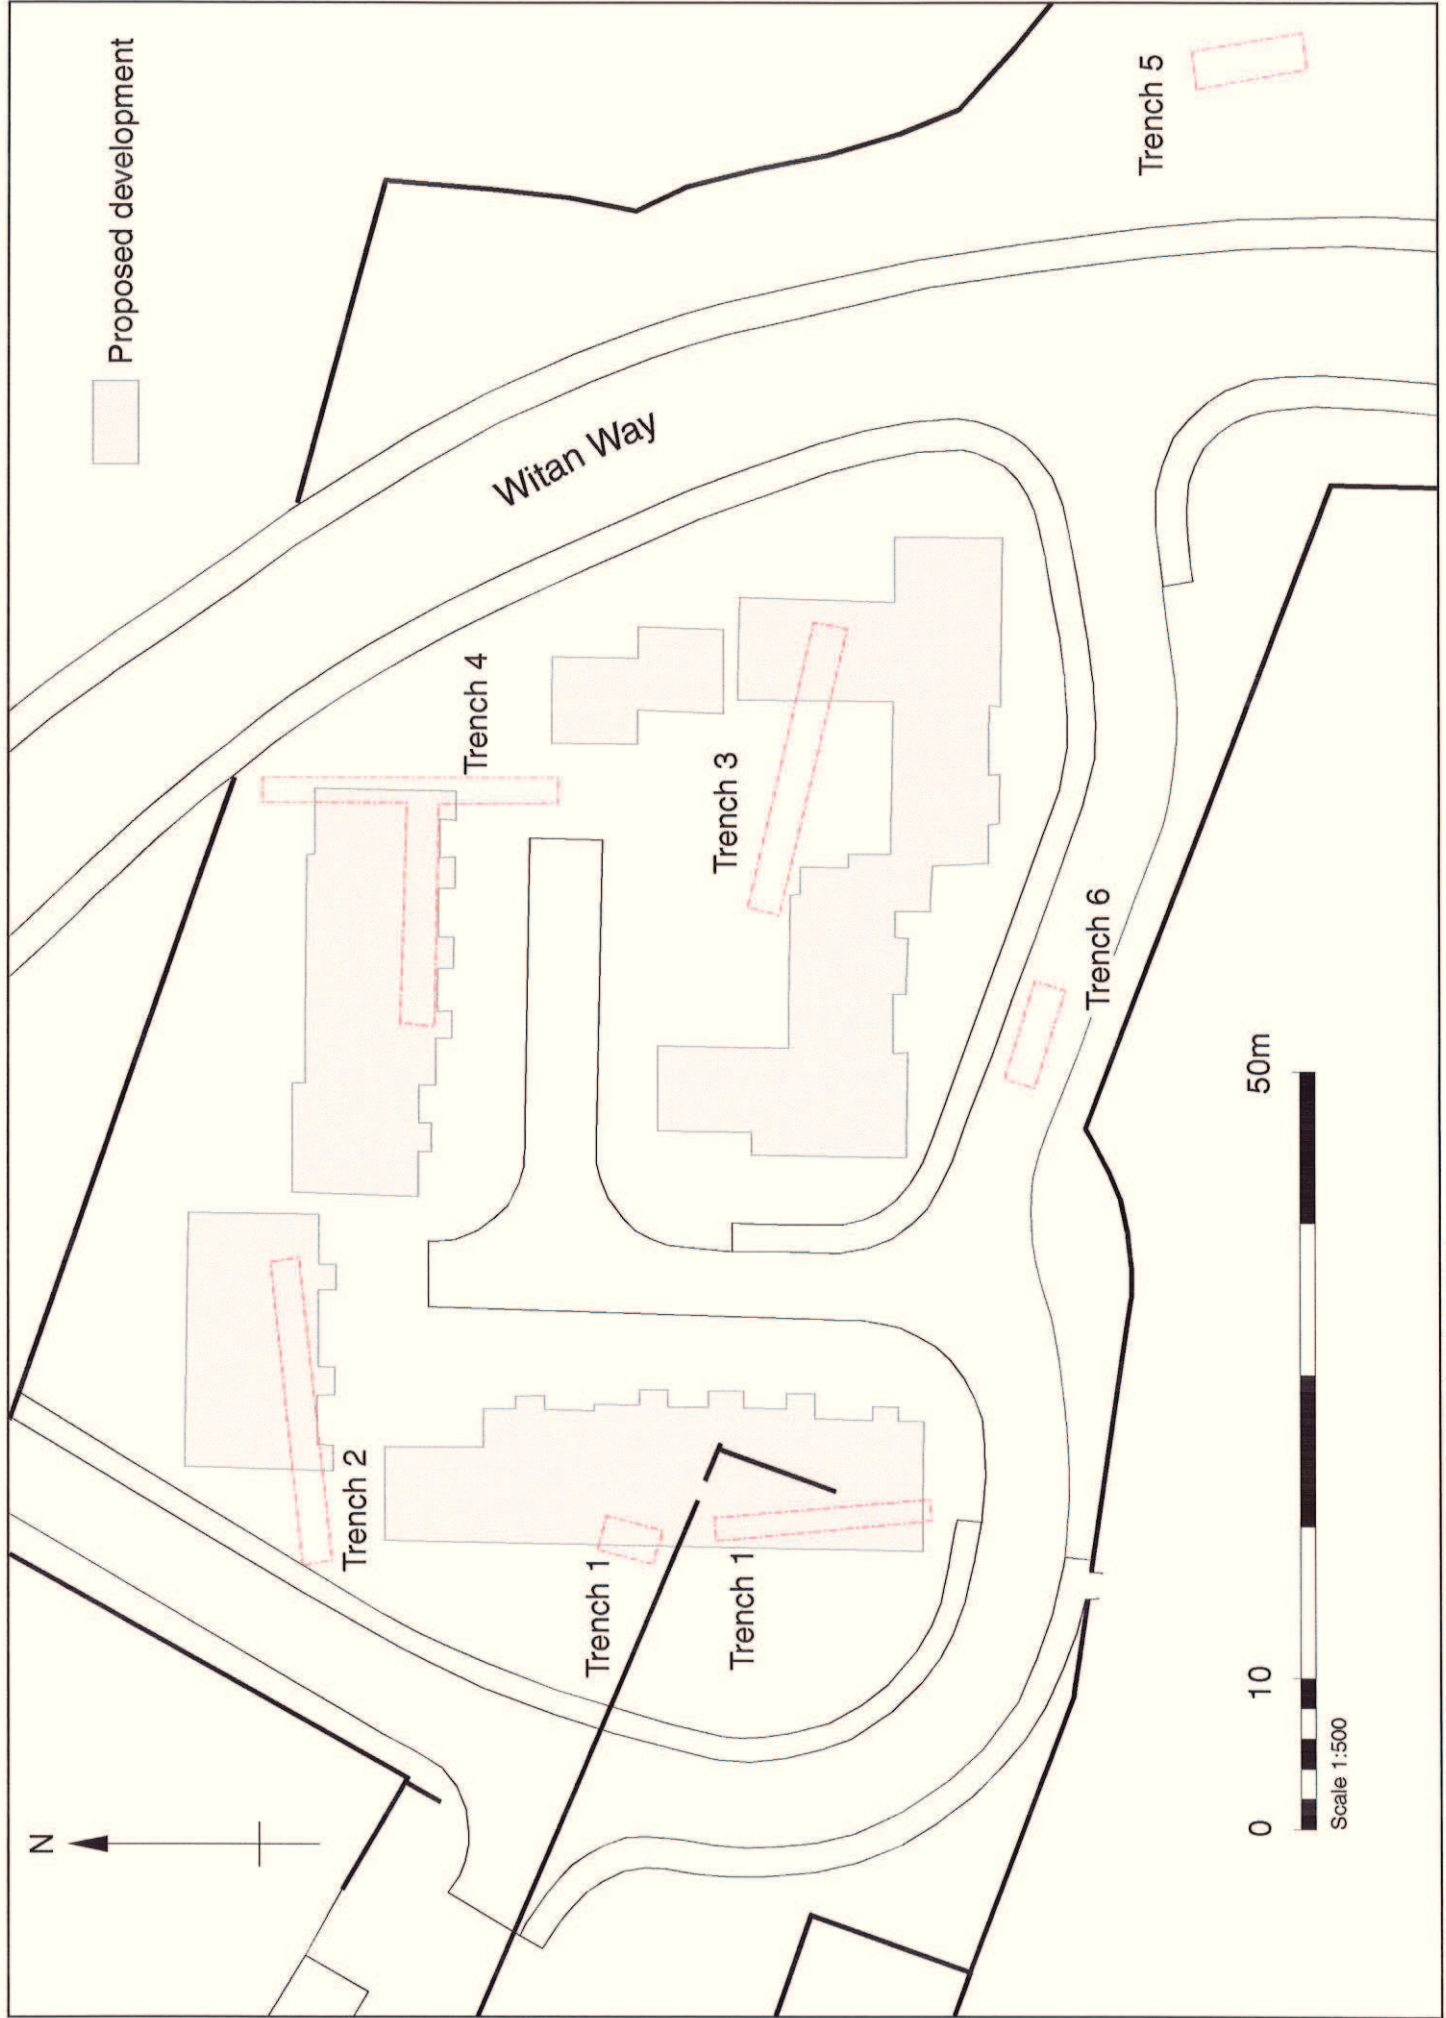 N
Proposed development
Witan Way
Trench 2
Trench 4
Trench 1
Trench 1
Trench 3
Trench 6
Trench 5
0
10
50m
Scale 1:500